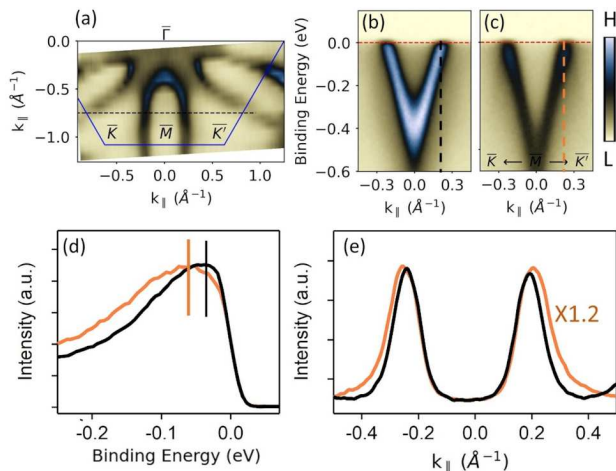 (a)
Γ̅
k∥ (Å⁻¹)
-0.0
-0.5
-1.0
K̅ M̅ K̅'
-0.5 0.0 0.5 1.0
k∥ (Å⁻¹)
(b) (c)
Binding Energy (eV)
0.0
-0.2
-0.4
-0.6
K̅ ← M̅ → K̅'
-0.3 0.0 0.3 -0.3 0.0 0.3
k∥ (Å⁻¹) k∥ (Å⁻¹)
H
L
(d)
Intensity (a.u.)
-0.2 -0.1 0.0
Binding Energy (eV)
(e)
Intensity (a.u.)
X1.2
-0.4 -0.2 0.0 0.2 0.4
k∥ (Å⁻¹)